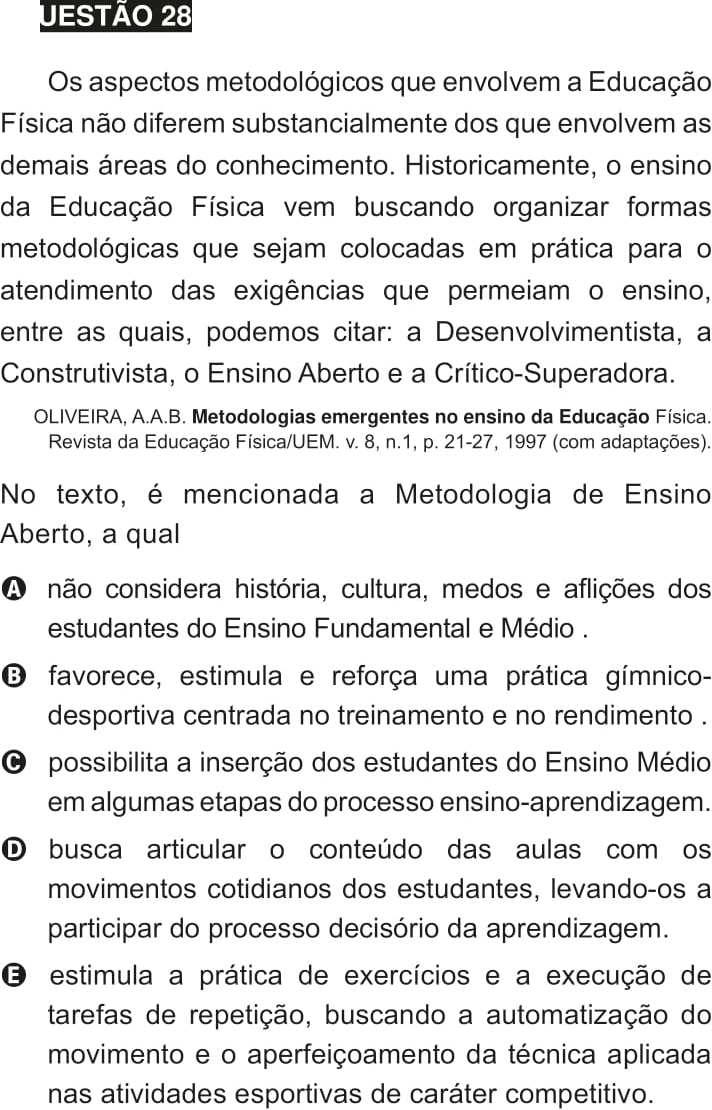 UESTÃO 28
Os aspectos metodológicos que envolvem a Educação
Física não diferem substancialmente dos que envolvem as
demais áreas do conhecimento. Historicamente, o ensino
da Educação Física vem buscando organizar formas
metodológicas que sejam colocadas em prática para o
atendimento das exigências que permeiam o ensino,
entre as quais, podemos citar: a Desenvolvimentista, a
Construtivista, o Ensino Aberto e a Crítico-Superadora.
OLIVEIRA, A.A.B. Metodologias emergentes no ensino da Educação Física.
Revista da Educação Física/UEM. v. 8, n.1, p. 21-27, 1997 (com adaptações).
No texto, é mencionada a Metodologia de Ensino
Aberto, a qual
A não considera história, cultura, medos e aflições dos
estudantes do Ensino Fundamental e Médio .
B favorece, estimula e reforça uma prática gímnico-
desportiva centrada no treinamento e no rendimento .
C possibilita a inserção dos estudantes do Ensino Médio
em algumas etapas do processo ensino-aprendizagem.
D busca articular o conteúdo das aulas com os
movimentos cotidianos dos estudantes, levando-os a
participar do processo decisório da aprendizagem.
E estimula a prática de exercícios e a execução de
tarefas de repetição, buscando a automatização do
movimento e o aperfeiçoamento da técnica aplicada
nas atividades esportivas de caráter competitivo.